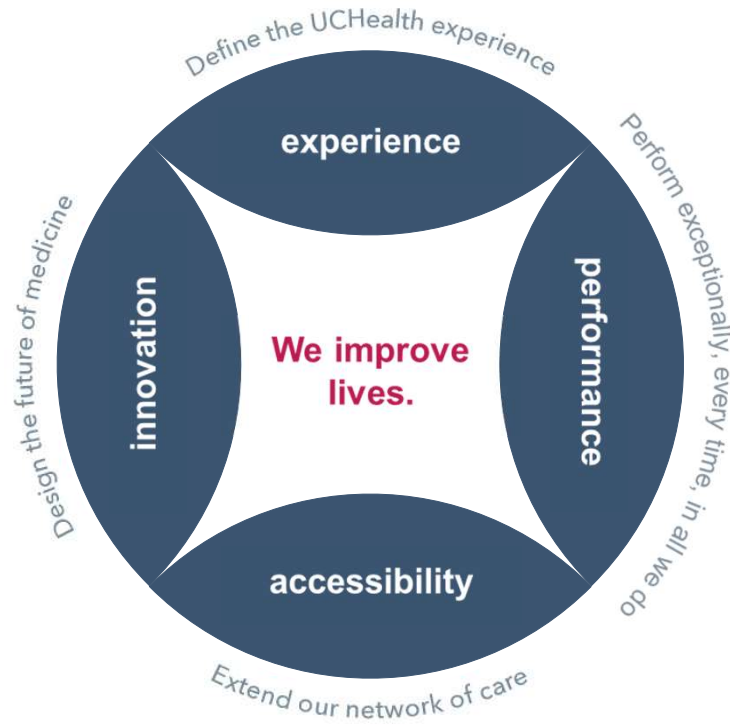 Define the UCHealth experience
experience
Perform exceptionally, every time, in all we do
performance
Design the future of medicine
innovation
We improve
lives.
accessibility
Extend our network of care